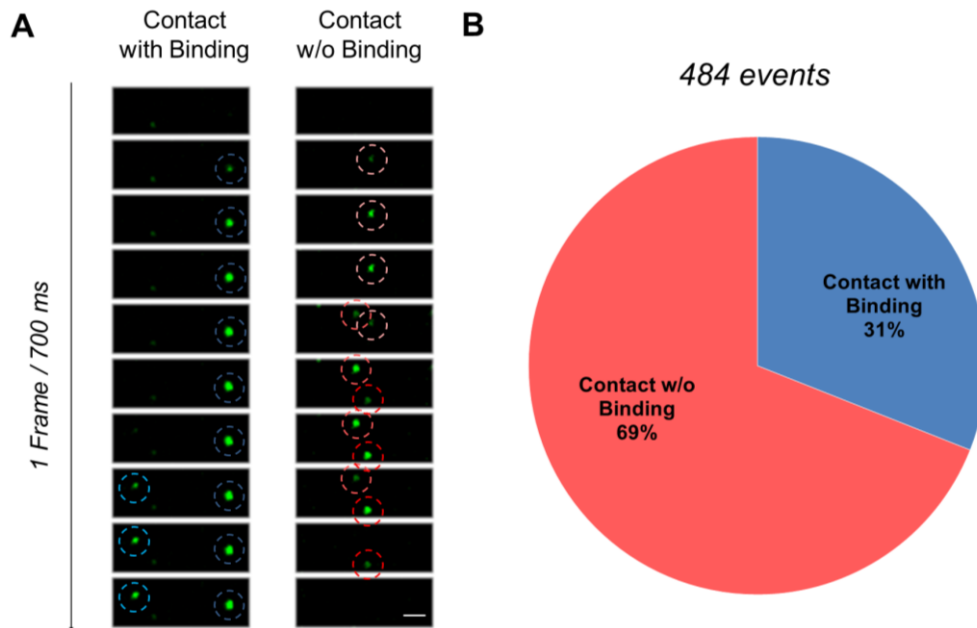 A
Contact
with Binding
Contact
w/o Binding
1 Frame / 700 ms
B
484 events
Contact with
Binding
31%
Contact w/o
Binding
69%